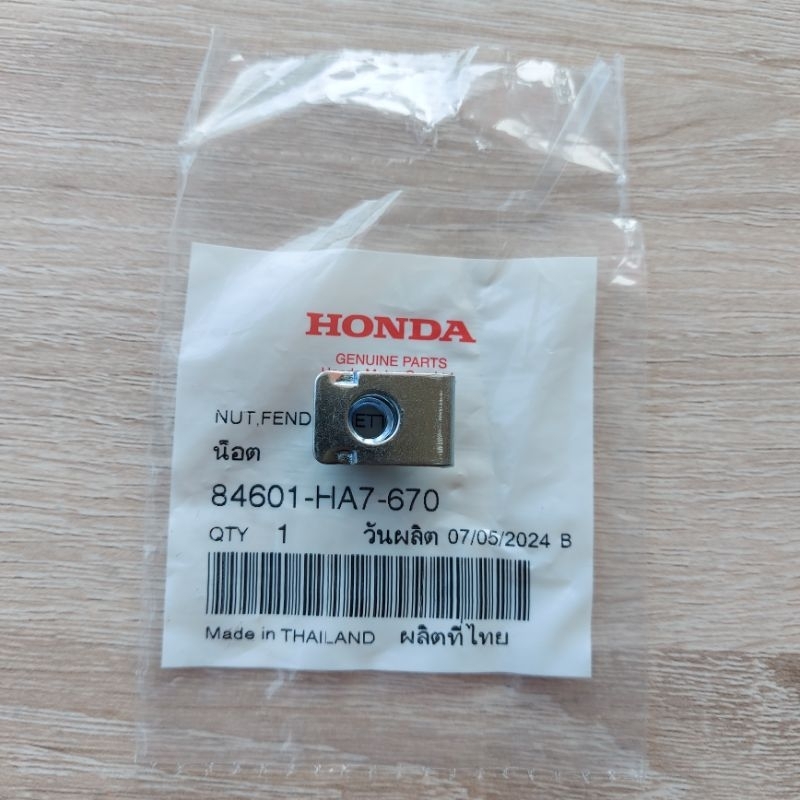 HONDA
GENUINE PARTS
NUT,FEND
น็อต
84601-HA7-670
QTY 1 วันผลิต 07/05/2024 B
Made in THAILAND ผลิตที่ไทย